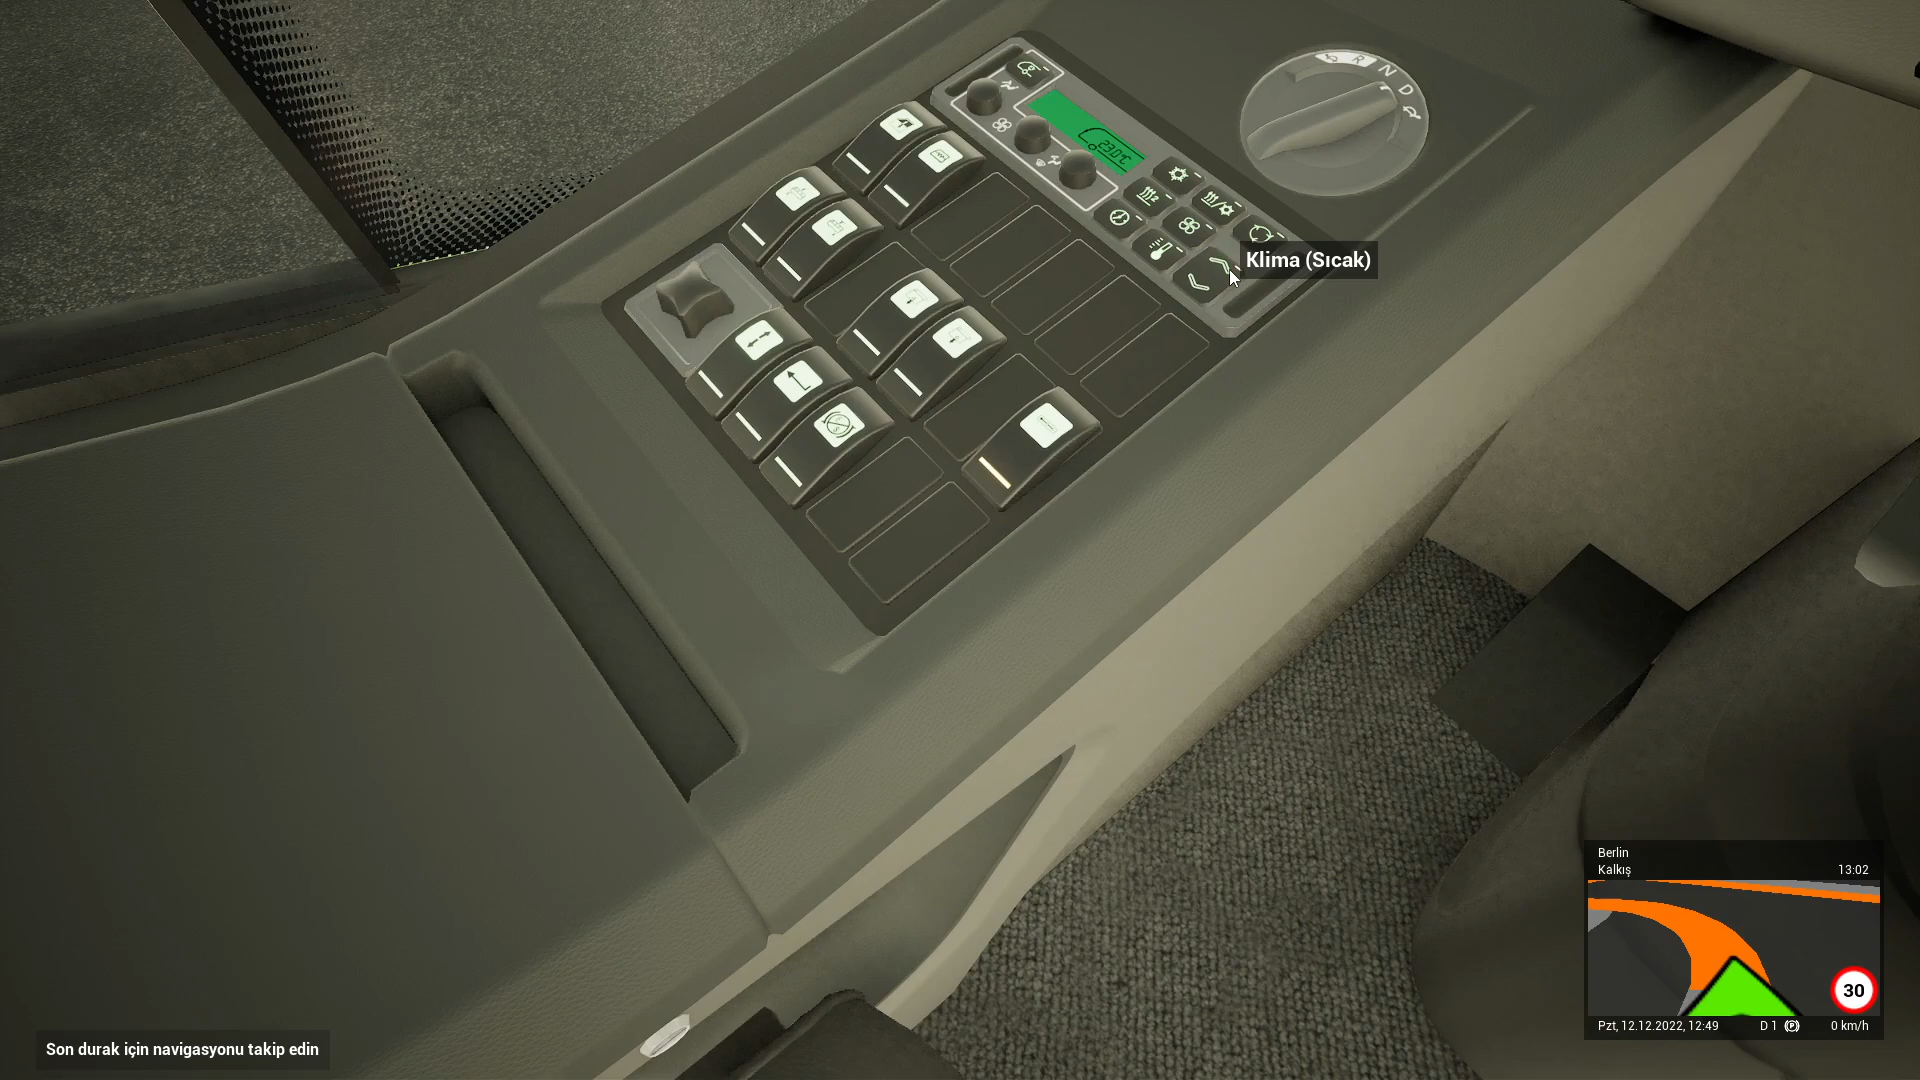 R N D
23.0°C
Klima (Sıcak)
Berlin
Kalkış 13:02
30
Pzt, 12.12.2022, 12:49 D 1 (P) 0 km/h
Son durak için navigasyonu takip edin